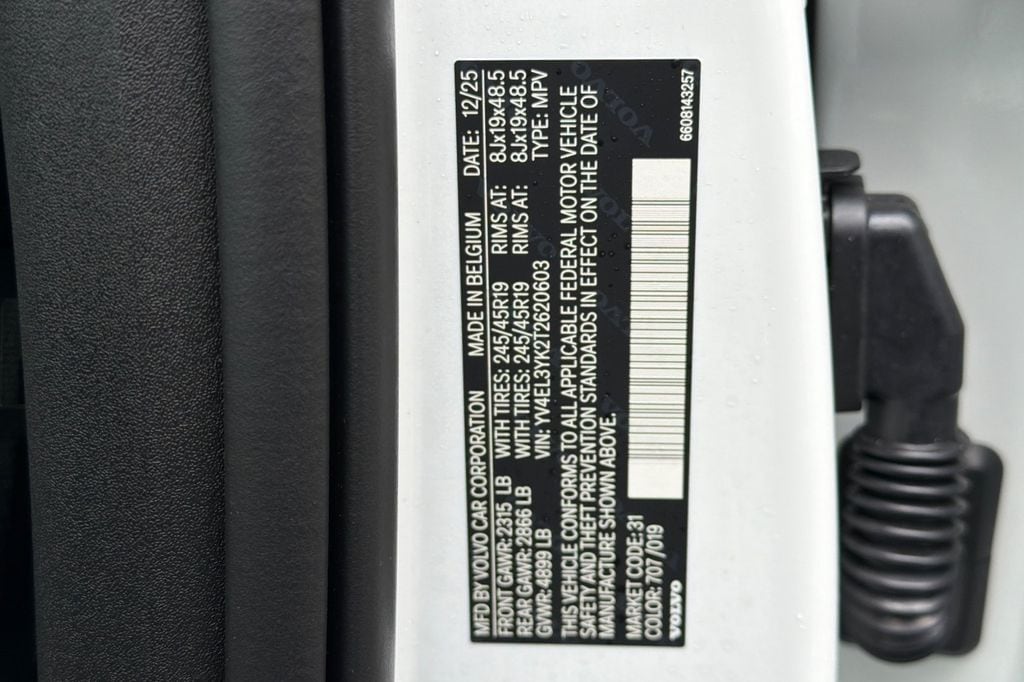 MFD BY VOLVO CAR CORPORATION MADE IN BELGIUM DATE: 12/25
FRONT GAWR: 2315 LB WITH TIRES: 245/45R19 RIMS AT: 8Jx19x48.5
REAR GAWR: 2866 LB WITH TIRES: 245/45R19 RIMS AT: 8Jx19x48.5
GVWR: 4899 LB VIN: YV4EL3YK2T2620603 TYPE: MPV
THIS VEHICLE CONFORMS TO ALL APPLICABLE FEDERAL MOTOR VEHICLE
SAFETY AND THEFT PREVENTION STANDARDS IN EFFECT ON THE DATE OF
MANUFACTURE SHOWN ABOVE.
MARKET CODE: 31
COLOR: 707 / 019
VOLVO
6608143257